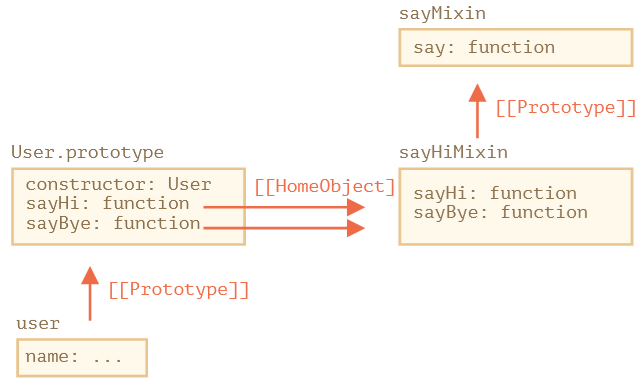 sayMixin
say: function
[[Prototype]]
User.prototype
sayHiMixin
constructor: User
sayHi: function
sayBye: function
[[HomeObject]
sayHi: function
sayBye: function
[[Prototype]]
user
name: ...